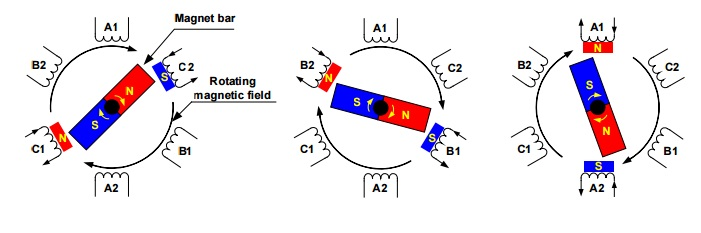 Magnet bar
Rotating
magnetic field
A1
B2
C2
S
N
S
N
C1
B1
A2
A1
B2
N
C2
S
N
S
C1
B1
A2
A1
N
B2
C2
S
N
C1
B1
S
A2